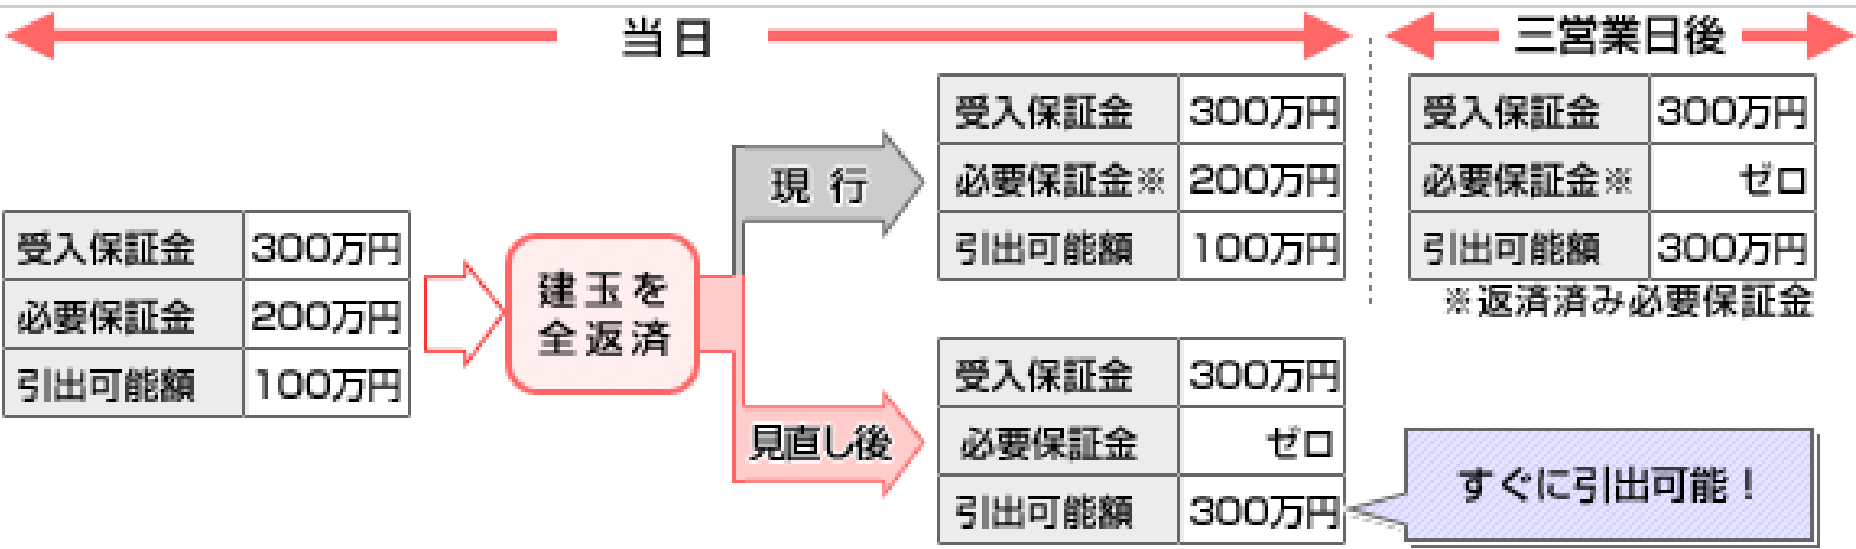 当日
三営業日後
受入保証金 300万円
必要保証金 200万円
引出可能額 100万円
建玉を
全返済
現行
受入保証金 300万円
必要保証金※ 200万円
引出可能額 100万円
受入保証金 300万円
必要保証金※ ゼロ
引出可能額 300万円
※返済済み必要保証金
見直し後
受入保証金 300万円
必要保証金 ゼロ
引出可能額 300万円
すぐに引出可能！